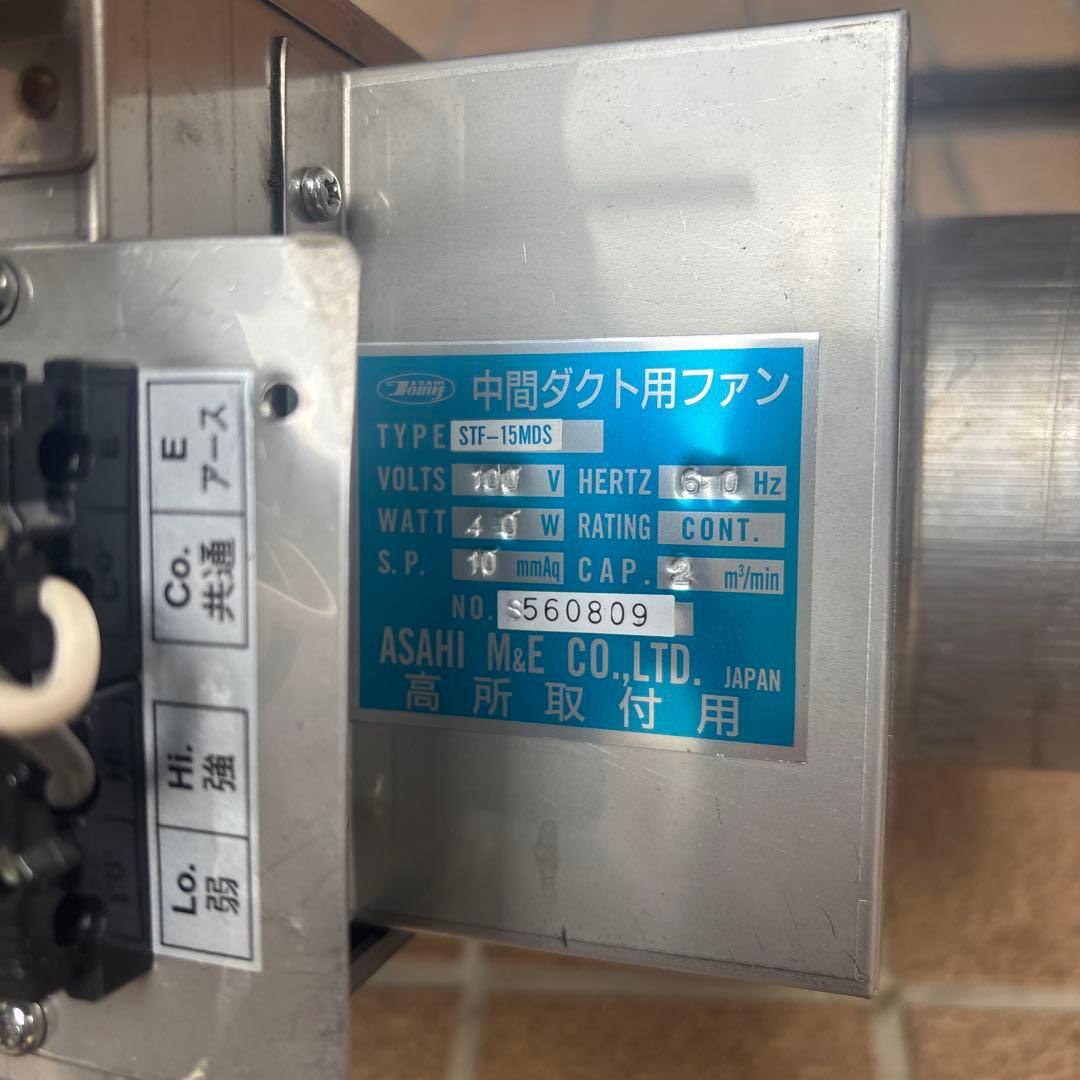 ASAHI
Tomy
中間ダクト用ファン
TYPE STF-15MDS
VOLTS 100 V HERTZ 60 Hz
WATT 40 W RATING CONT.
S.P. 10 mmAq CAP. 2 m³/min
NO. S560809
ASAHI M&E CO.,LTD. JAPAN
高所取付用
E アース
Co. 共通
Hi. 強
Lo. 弱